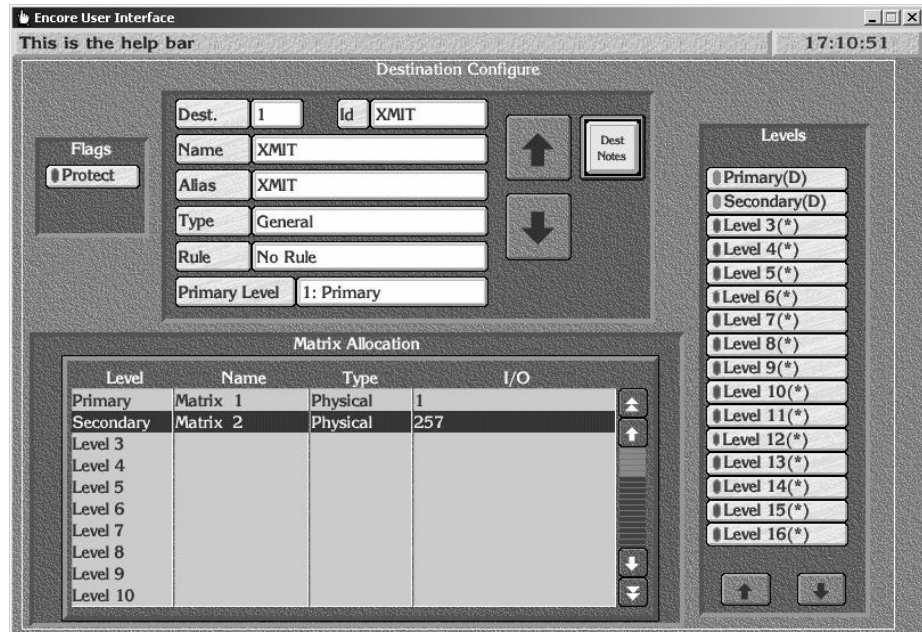 Encore User Interface
This is the help bar 17:10:51
Destination Configure
Flags
Protect
Dest. 1 Id XMIT
Name XMIT
Alias XMIT
Type General
Rule No Rule
Primary Level 1: Primary
Dest
Notes
Matrix Allocation
Level Name Type I/O
Primary Matrix 1 Physical 1
Secondary Matrix 2 Physical 257
Level 3
Level 4
Level 5
Level 6
Level 7
Level 8
Level 9
Level 10
Levels
Primary(D)
Secondary(D)
Level 3(*)
Level 4(*)
Level 5(*)
Level 6(*)
Level 7(*)
Level 8(*)
Level 9(*)
Level 10(*)
Level 11(*)
Level 12(*)
Level 13(*)
Level 14(*)
Level 15(*)
Level 16(*)